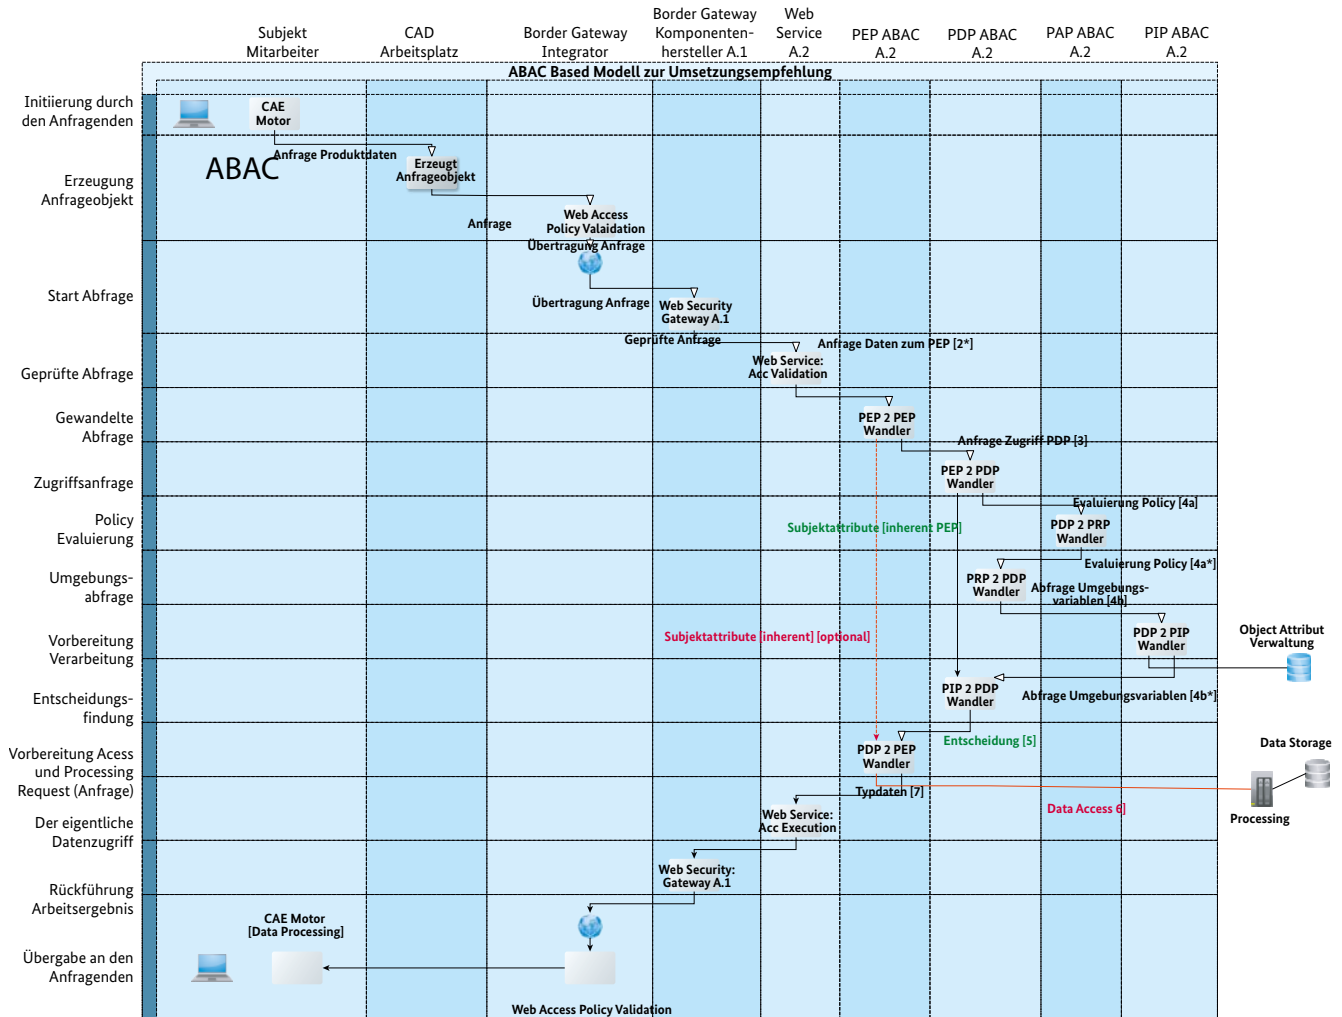 Subjekt
Mitarbeiter
CAD
Arbeitsplatz
Border Gateway
Integrator
Border Gateway
Komponenten-
hersteller A.1
Web
Service
A.2
PEP ABAC
A.2
PDP ABAC
A.2
PAP ABAC
A.2
PIP ABAC
A.2
ABAC Based Modell zur Umsetzungsempfehlung
Initiierung durch
den Anfragenden
CAE
Motor
Anfrage Produktdaten
ABAC
Erzeugung
Anfrageobjekt
Erzeugt
Anfrageobjekt
Anfrage
Web Access
Policy Valaidation
Übertragung Anfrage
Start Abfrage
Übertragung Anfrage
Web Security
Gateway A.1
Geprüfte Anfrage
Anfrage Daten zum PEP [2*]
Geprüfte Abfrage
Web Service:
Acc Validation
Gewandelte
Abfrage
PEP 2 PEP
Wandler
Anfrage Zugriff PDP [3]
Zugriffsanfrage
PEP 2 PDP
Wandler
Evaluierung Policy [4a]
Policy
Evaluierung
Subjektattribute [inherent PEP]
PDP 2 PRP
Wandler
Evaluierung Policy [4a*]
Umgebungs-
abfrage
PRP 2 PDP
Wandler
Abfrage Umgebungs-
variablen [4b]
Vorbereitung
Verarbeitung
Subjektattribute [inherent] [optional]
PDP 2 PIP
Wandler
Object Attribut
Verwaltung
Entscheidungs-
findung
PIP 2 PDP
Wandler
Abfrage Umgebungsvariablen [4b*]
Entscheidung [5]
Vorbereitung Acess
und Processing
Request (Anfrage)
PDP 2 PEP
Wandler
Data Storage
Typdaten [7]
Data Access 6]
Processing
Der eigentliche
Datenzugriff
Web Service:
Acc Execution
Rückführung
Arbeitsergebnis
Web Security:
Gateway A.1
CAE Motor
[Data Processing]
Übergabe an den
Anfragenden
Web Access Policy Validation